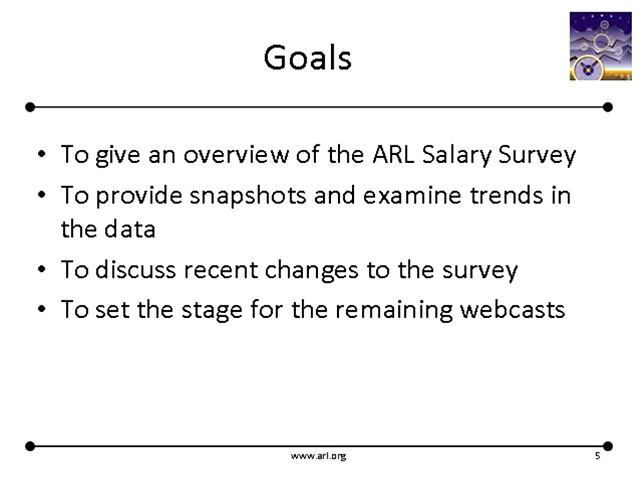 Goals
• To give an overview of the ARL Salary Survey
• To provide snapshots and examine trends in
the data
• To discuss recent changes to the survey
• To set the stage for the remaining webcasts
www.arl.org
5